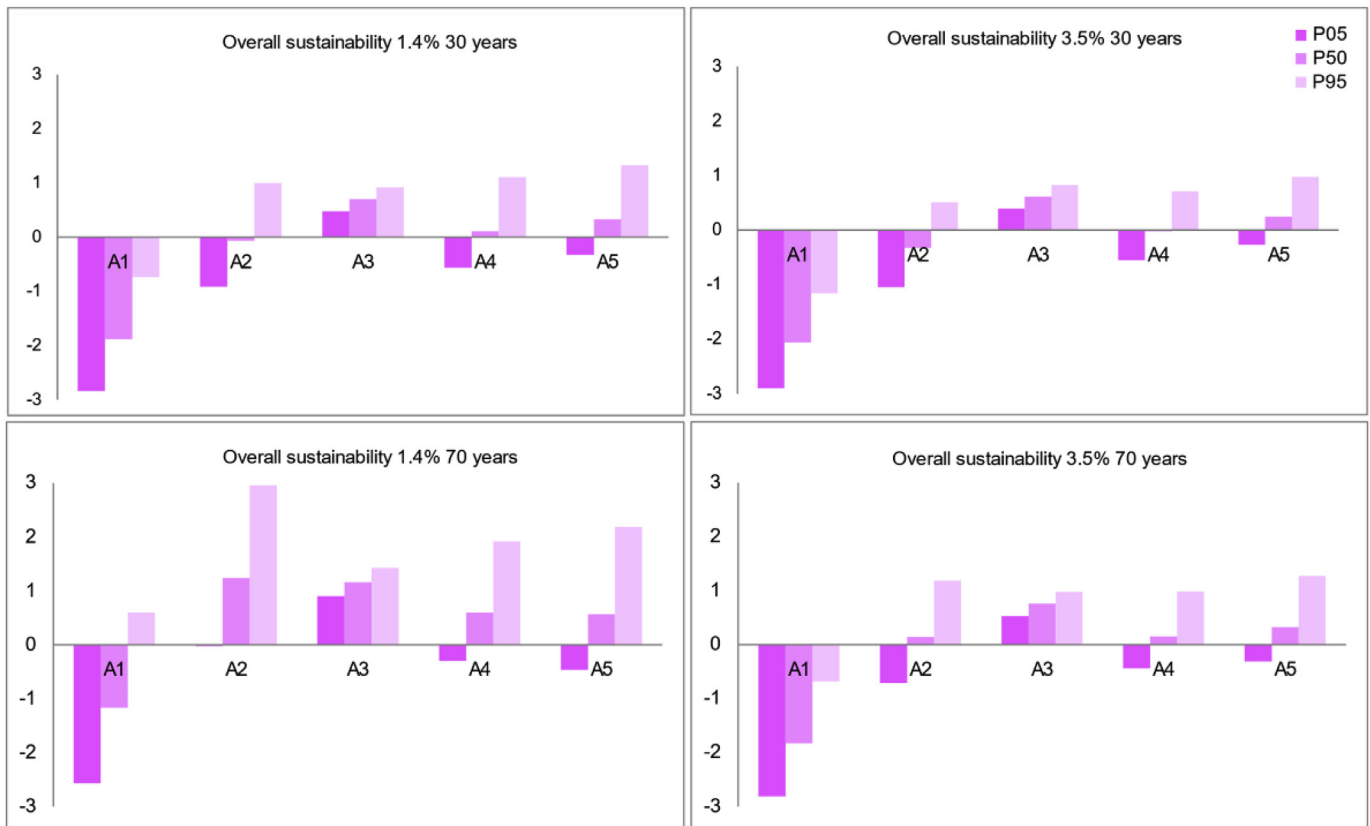 Overall sustainability 1.4% 30 years
3
2
1
0
-1
-2
-3
A1 A2 A3 A4 A5
Overall sustainability 3.5% 30 years
P05
P50
P95
3
2
1
0
-1
-2
-3
A1 A2 A3 A4 A5
Overall sustainability 1.4% 70 years
3
2
1
0
-1
-2
-3
A1 A2 A3 A4 A5
Overall sustainability 3.5% 70 years
3
2
1
0
-1
-2
-3
A1 A2 A3 A4 A5